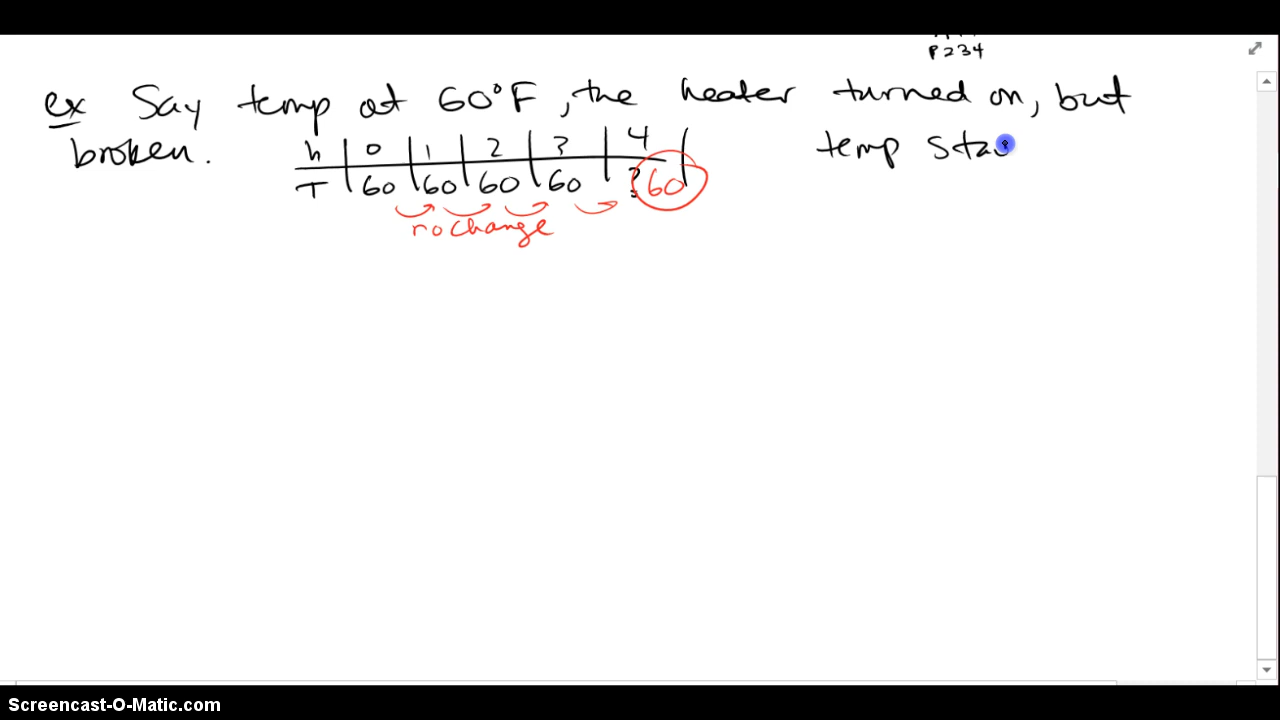 P234
ex Say temp at 60°F, the heater turned on, but
broken.
h 0 1 2 3 4
T 60 60 60 60 ? 60
no change
temp sta
Screencast-O-Matic.com